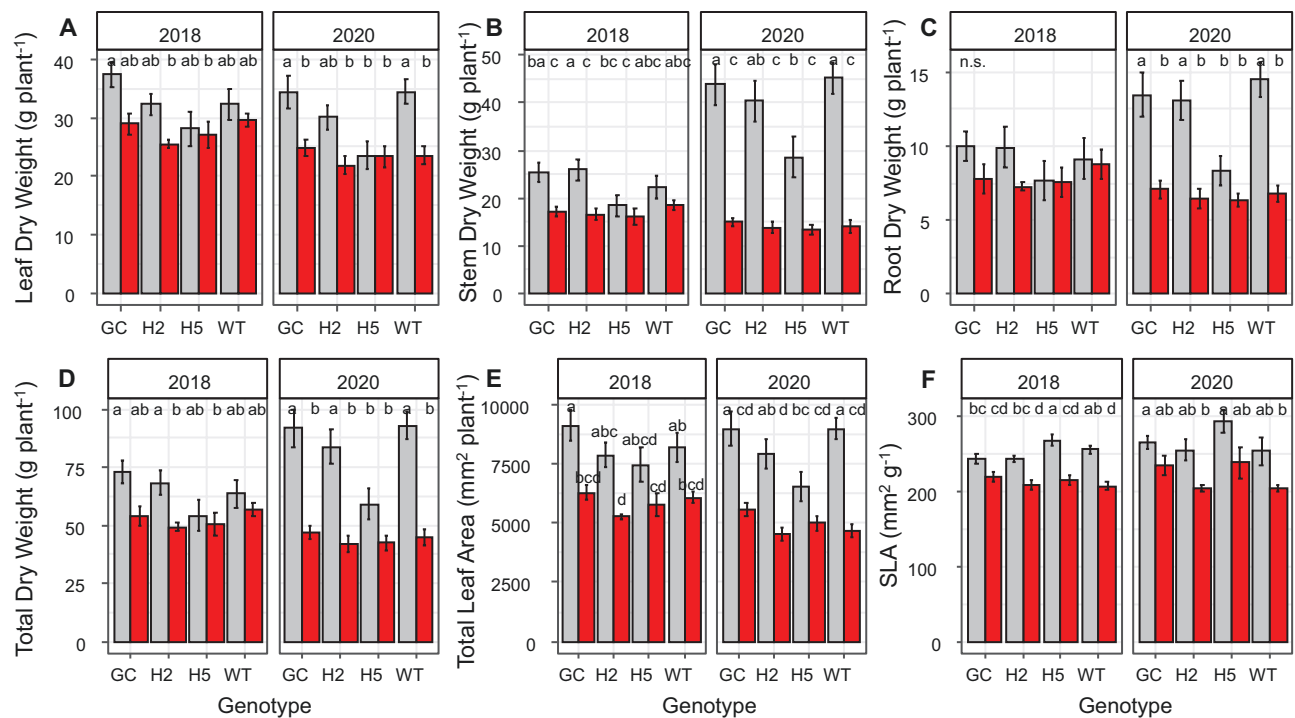 A
2018
2020
Leaf Dry Weight (g plant-1)
40
30
20
10
0
a ab ab b ab b ab ab
a b ab b b b a b
GC H2 H5 WT
GC H2 H5 WT
B
2018
2020
Stem Dry Weight (g plant-1)
50
40
30
20
10
0
ba c a c bc c abc abc
a c ab c b c a c
GC H2 H5 WT
GC H2 H5 WT
C
2018
2020
Root Dry Weight (g plant-1)
15
10
5
0
n.s.
a b a b b b a b
GC H2 H5 WT
GC H2 H5 WT
D
2018
2020
Total Dry Weight (g plant-1)
100
75
50
25
0
a ab a b ab b ab ab
a b a b b b a b
GC H2 H5 WT
GC H2 H5 WT
Genotype
E
2018
2020
Total Leaf Area (mm2 plant-1)
10000
7500
5000
2500
0
a bcd abc d abcd cd ab bcd
a cd ab d bc cd a cd
GC H2 H5 WT
GC H2 H5 WT
Genotype
F
2018
2020
SLA (mm2 g-1)
300
200
100
0
bc cd bc d a cd ab d
a ab ab b a ab ab b
GC H2 H5 WT
GC H2 H5 WT
Genotype